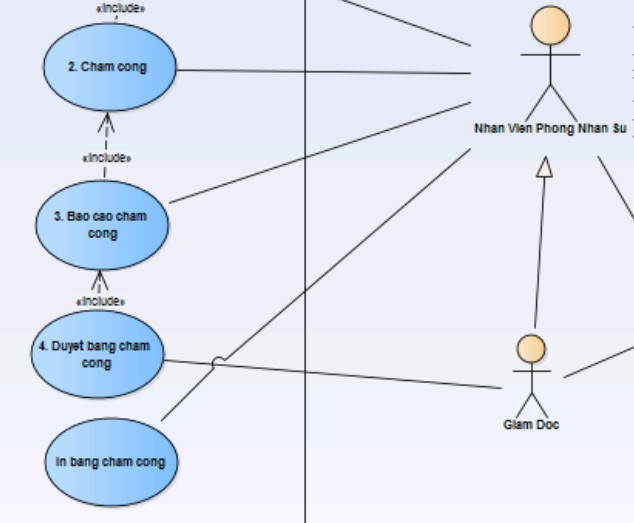 «include»
2. Cham cong
Nhan Vien Phong Nhan Su
«include»
3. Bao cao cham
cong
«include»
4. Duyet bang cham
cong
Giam Doc
In bang cham cong